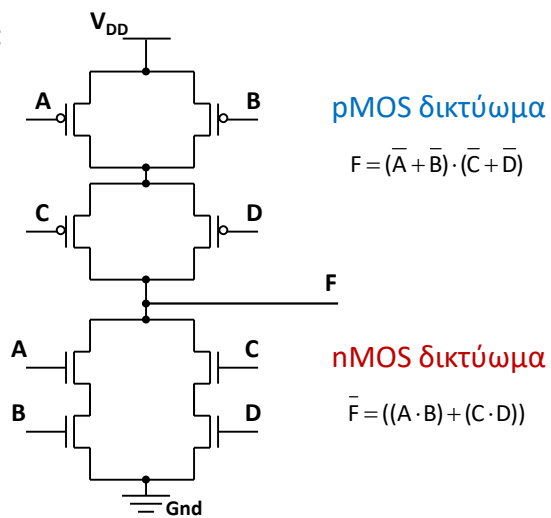 V_DD
A B
pMOS δικτύωμα
F = (A̅ + B̅) · (C̅ + D̅)
C D
F
A C
nMOS δικτύωμα
B D
F̅ = ((A · B) + (C · D))
Gnd